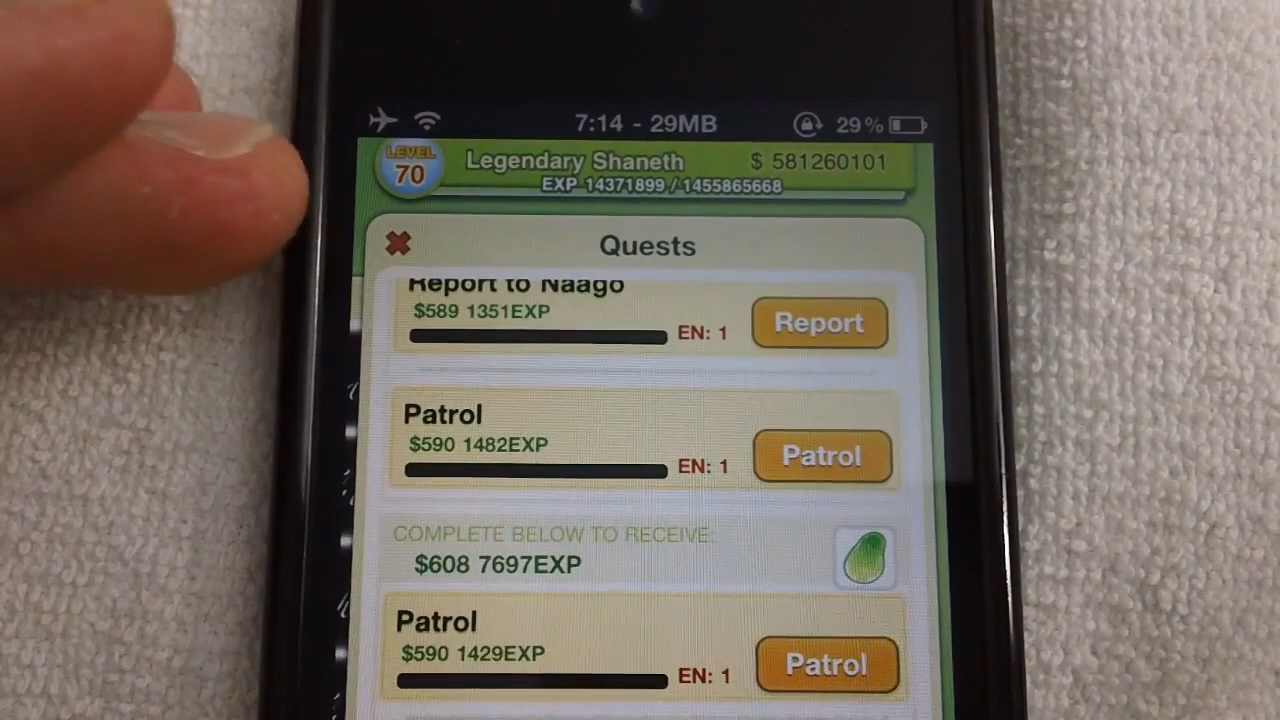 7:14 - 29MB 29%
LEVEL
70
Legendary Shaneth $ 581260101
EXP 14371899 / 1455865668
Quests
Report to Naago
$589 1351EXP
EN: 1
Report
Patrol
$590 1482EXP
EN: 1
Patrol
COMPLETE BELOW TO RECEIVE:
$608 7697EXP
Patrol
$590 1429EXP
EN: 1
Patrol